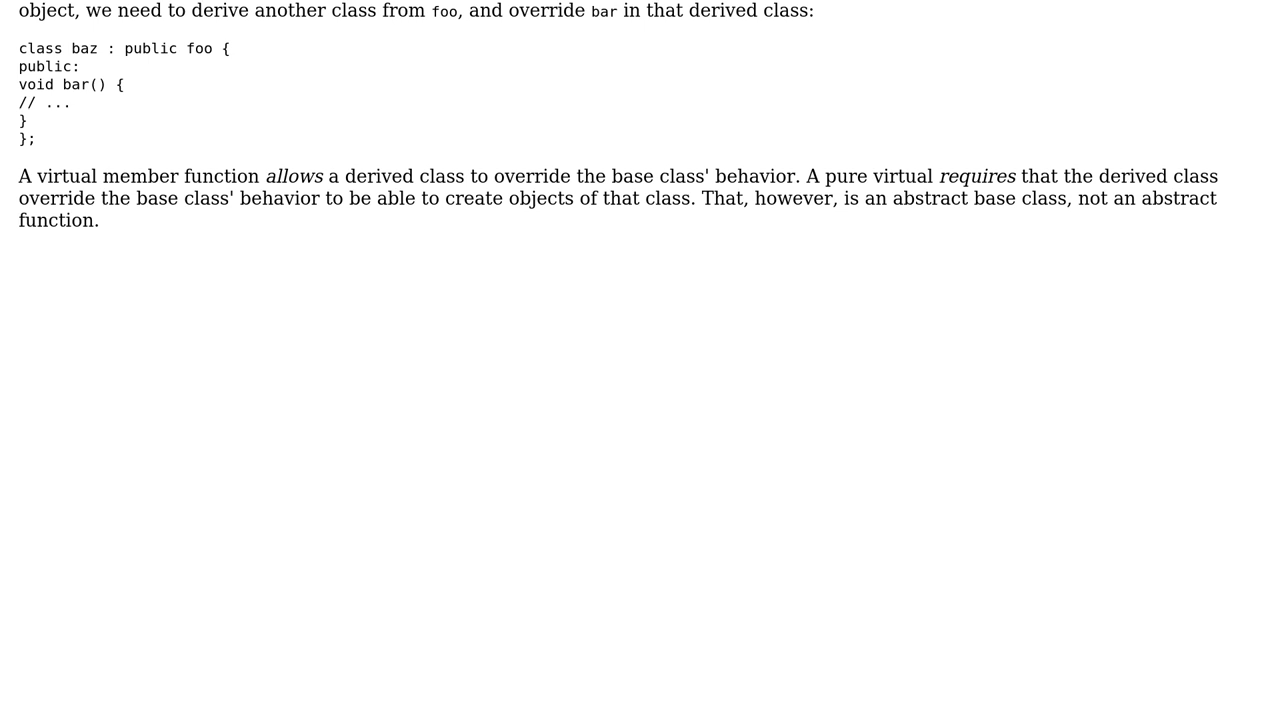 object, we need to derive another class from foo, and override bar in that derived class:
class baz : public foo {
public:
void bar() {
// ...
}
};
A virtual member function allows a derived class to override the base class' behavior. A pure virtual requires that the derived class
override the base class' behavior to be able to create objects of that class. That, however, is an abstract base class, not an abstract
function.